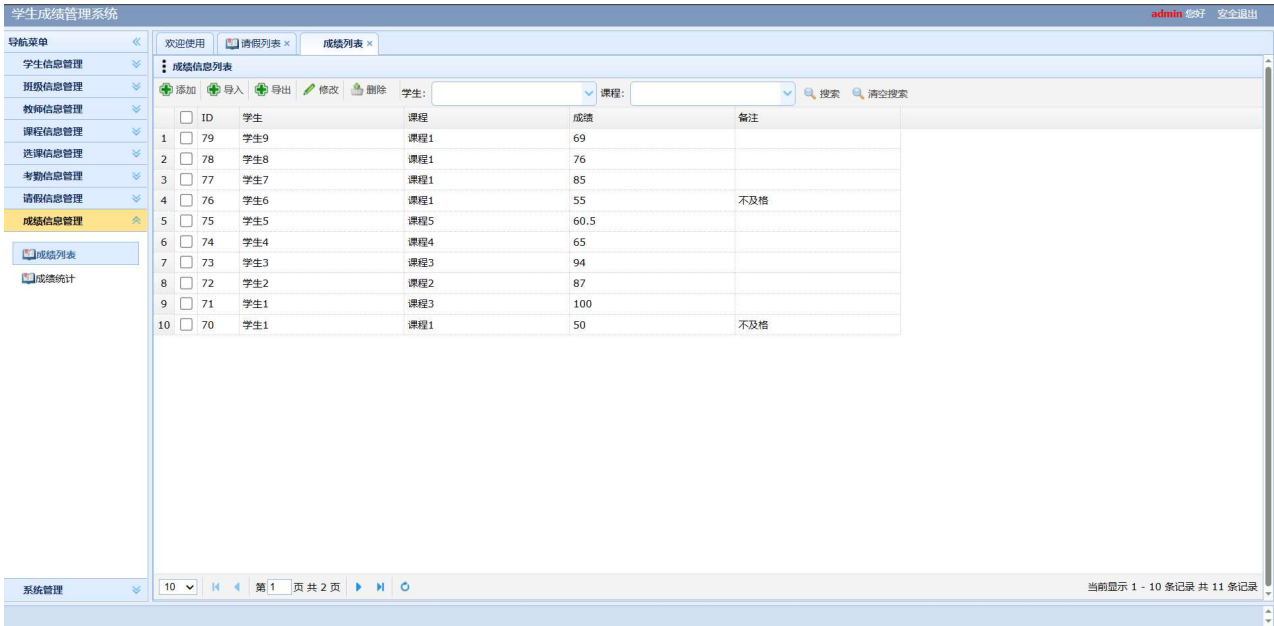 学生成绩管理系统 admin 您好 安全退出
导航菜单 欢迎使用 请假列表 成绩列表
学生信息管理
班级信息管理
教师信息管理
课程信息管理
选课信息管理
考勤信息管理
请假信息管理
成绩信息管理
成绩列表
成绩统计
系统管理
成绩信息列表
添加 导入 导出 修改 删除 学生: 课程: 搜索 清空搜索
ID 学生 课程 成绩 备注
1 79 学生9 课程1 69
2 78 学生8 课程1 76
3 77 学生7 课程1 85
4 76 学生6 课程1 55 不及格
5 75 学生5 课程5 60.5
6 74 学生4 课程4 65
7 73 学生3 课程3 94
8 72 学生2 课程2 87
9 71 学生1 课程3 100
10 70 学生1 课程1 50 不及格
10 第 1 页 共 2 页 当前显示 1 - 10 条记录 共 11 条记录